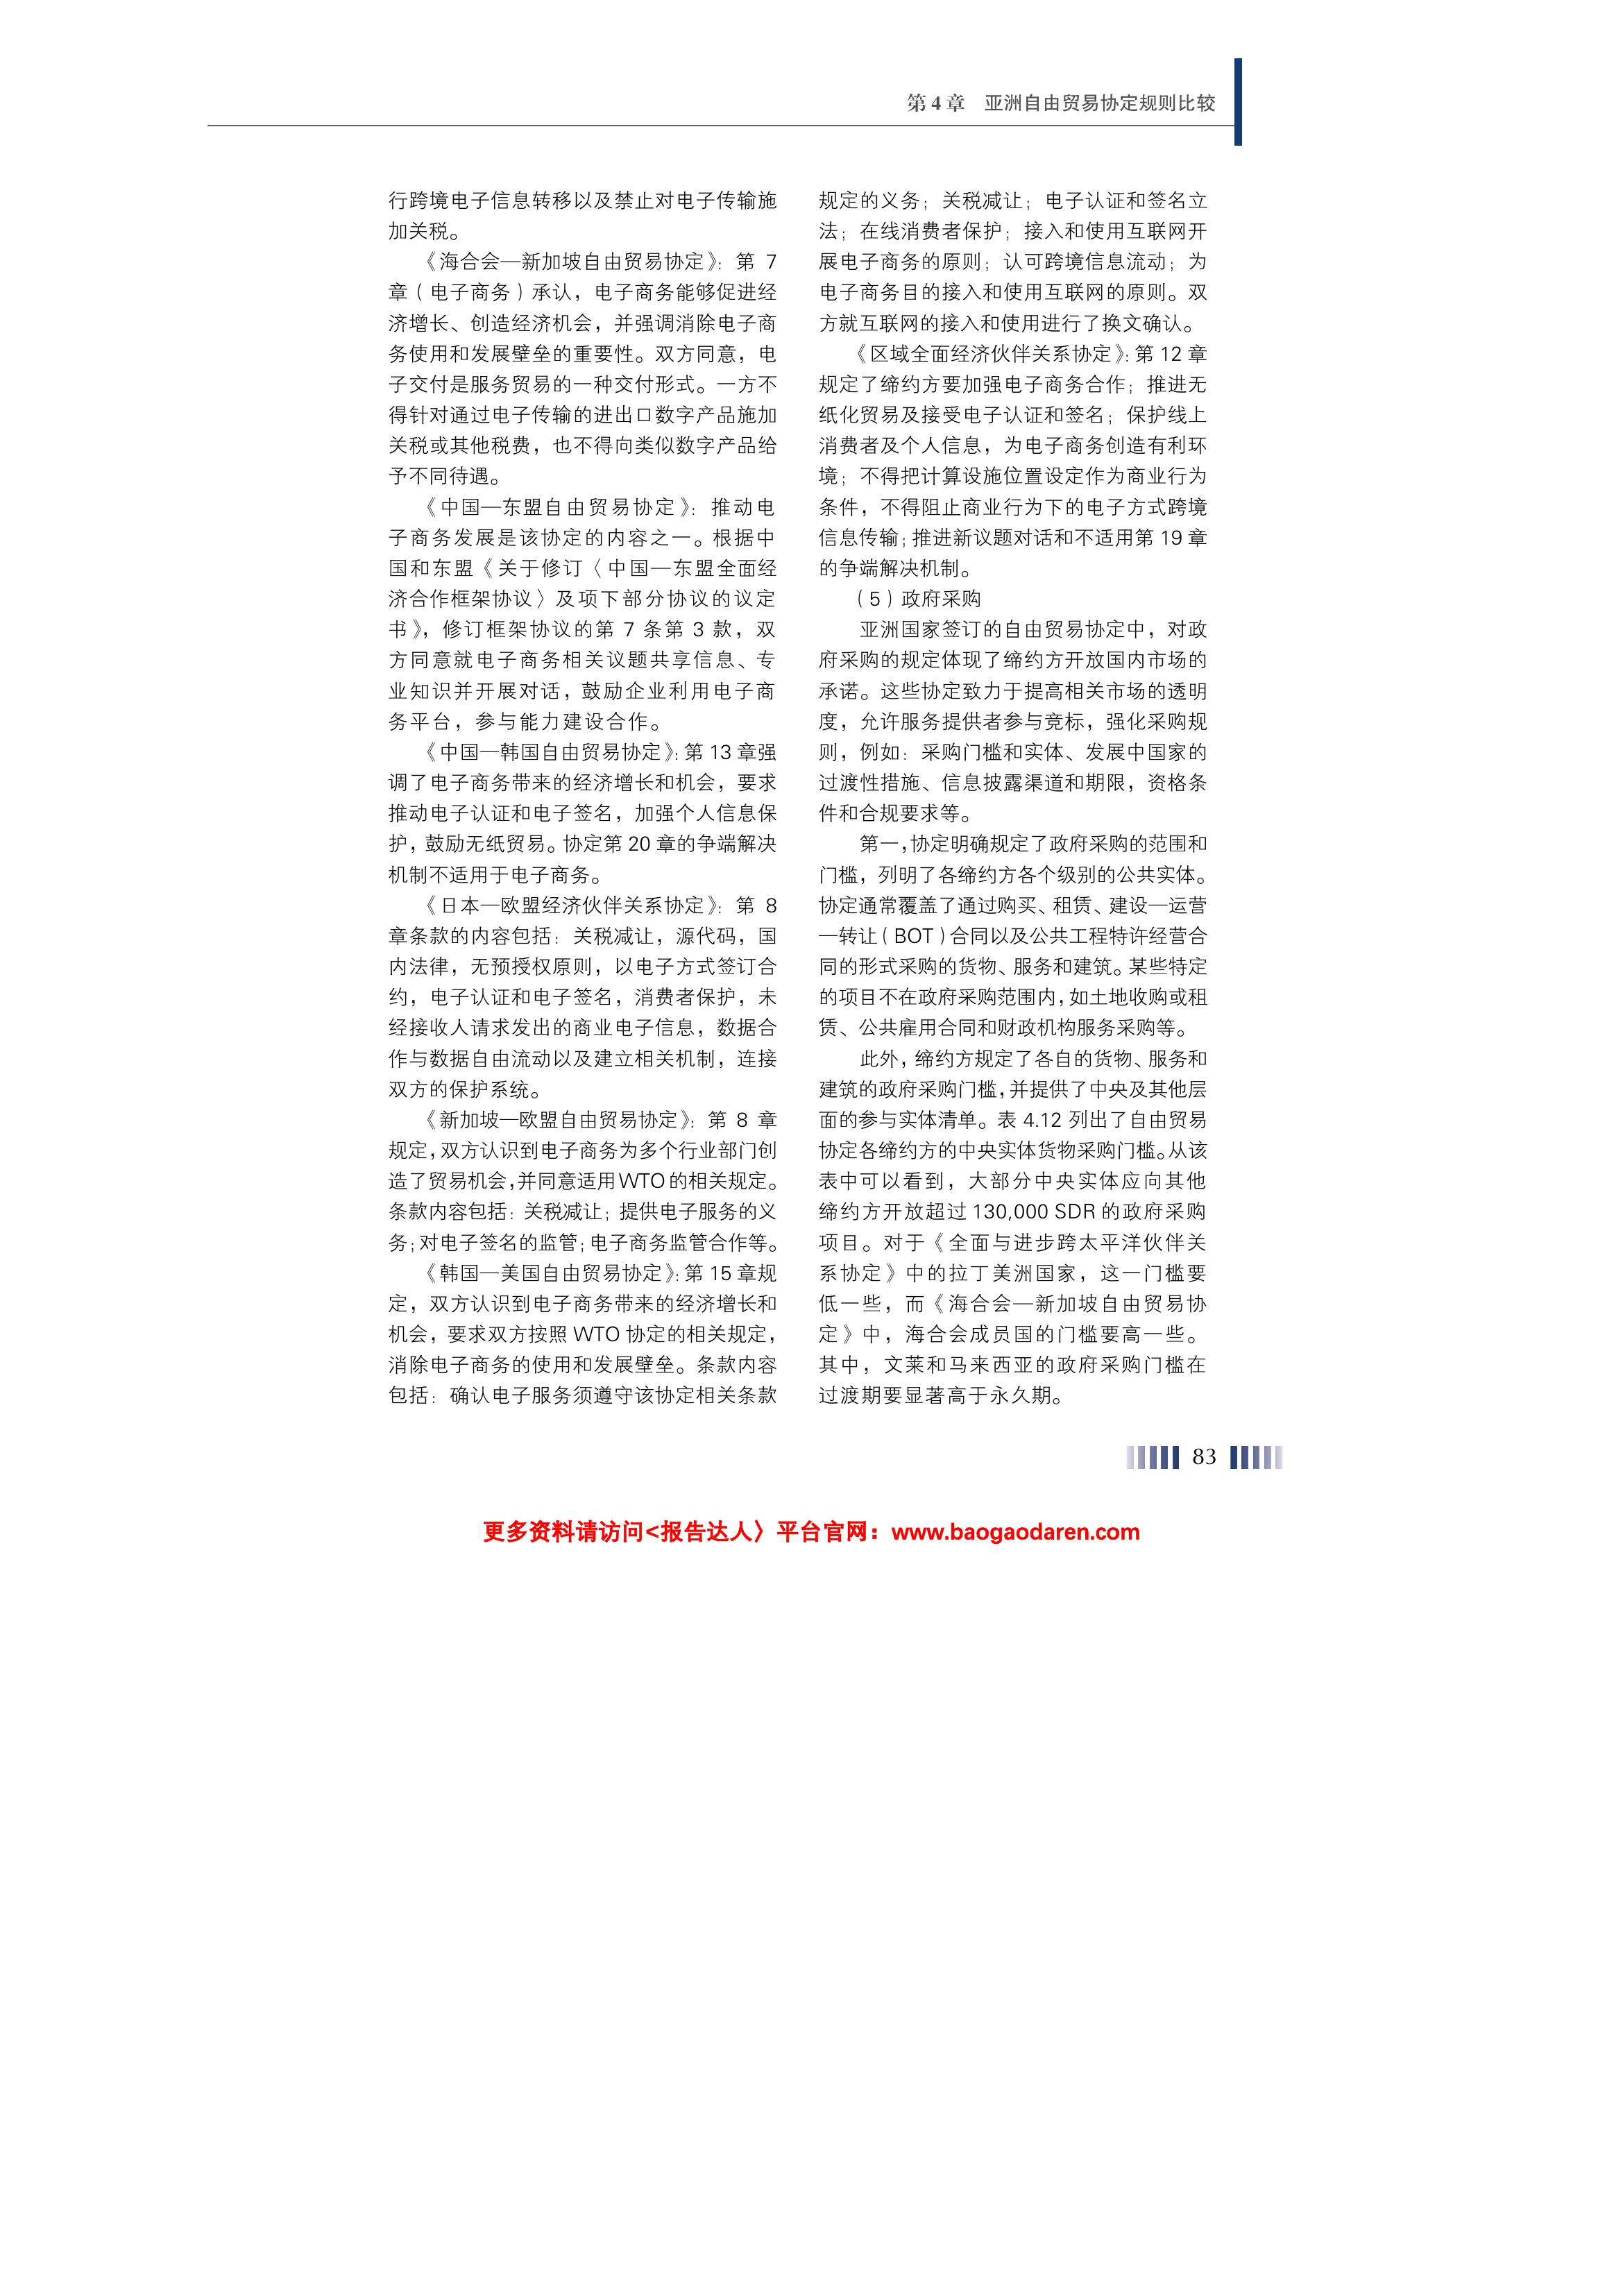 第 4 章　亚洲自由贸易协定规则比较
行跨境电子信息转移以及禁止对电子传输施
加关税。
《海合会—新加坡自由贸易协定》：第 7
章（电子商务）承认，电子商务能够促进经
济增长、创造经济机会，并强调消除电子商
务使用和发展壁垒的重要性。双方同意，电
子交付是服务贸易的一种交付形式。一方不
得针对通过电子传输的进出口数字产品施加
关税或其他税费，也不得向类似数字产品给
予不同待遇。
《中国—东盟自由贸易协定》：推动电
子商务发展是该协定的内容之一。根据中
国和东盟《关于修订〈中国—东盟全面经
济合作框架协议〉及项下部分协议的议定
书》，修订框架协议的第 7 条第 3 款，双
方同意就电子商务相关议题共享信息、专
业知识并开展对话，鼓励企业利用电子商
务平台，参与能力建设合作。
《中国—韩国自由贸易协定》：第 13 章强
调了电子商务带来的经济增长和机会，要求
推动电子认证和电子签名，加强个人信息保
护，鼓励无纸贸易。协定第 20 章的争端解决
机制不适用于电子商务。
《日本—欧盟经济伙伴关系协定》：第 8
章条款的内容包括：关税减让，源代码，国
内法律，无预授权原则，以电子方式签订合
约，电子认证和电子签名，消费者保护，未
经接收人请求发出的商业电子信息，数据合
作与数据自由流动以及建立相关机制，连接
双方的保护系统。
《新加坡—欧盟自由贸易协定》：第 8 章
规定，双方认识到电子商务为多个行业部门创
造了贸易机会，并同意适用 WTO 的相关规定。
条款内容包括：关税减让；提供电子服务的义
务；对电子签名的监管；电子商务监管合作等。
《韩国—美国自由贸易协定》：第 15 章规
定，双方认识到电子商务带来的经济增长和
机会，要求双方按照 WTO 协定的相关规定，
消除电子商务的使用和发展壁垒。条款内容
包括：确认电子服务须遵守该协定相关条款
规定的义务；关税减让；电子认证和签名立
法；在线消费者保护；接入和使用互联网开
展电子商务的原则；认可跨境信息流动；为
电子商务目的接入和使用互联网的原则。双
方就互联网的接入和使用进行了换文确认。
《区域全面经济伙伴关系协定》：第 12 章
规定了缔约方要加强电子商务合作；推进无
纸化贸易及接受电子认证和签名；保护线上
消费者及个人信息，为电子商务创造有利环
境；不得把计算设施位置设定作为商业行为
条件，不得阻止商业行为下的电子方式跨境
信息传输；推进新议题对话和不适用第 19 章
的争端解决机制。
（5）政府采购
亚洲国家签订的自由贸易协定中，对政
府采购的规定体现了缔约方开放国内市场的
承诺。这些协定致力于提高相关市场的透明
度，允许服务提供者参与竞标，强化采购规
则，例如：采购门槛和实体、发展中国家的
过渡性措施、信息披露渠道和期限，资格条
件和合规要求等。
第一，协定明确规定了政府采购的范围和
门槛，列明了各缔约方各个级别的公共实体。
协定通常覆盖了通过购买、租赁、建设—运营
—转让（BOT）合同以及公共工程特许经营合
同的形式采购的货物、服务和建筑。某些特定
的项目不在政府采购范围内，如土地收购或租
赁、公共雇用合同和财政机构服务采购等。
此外，缔约方规定了各自的货物、服务和
建筑的政府采购门槛，并提供了中央及其他层
面的参与实体清单。表 4.12 列出了自由贸易
协定各缔约方的中央实体货物采购门槛。从该
表中可以看到，大部分中央实体应向其他
缔约方开放超过 130,000 SDR 的政府采购
项目。对于《全面与进步跨太平洋伙伴关
系协定》中的拉丁美洲国家，这一门槛要
低一些，而《海合会—新加坡自由贸易协
定》中，海合会成员国的门槛要高一些。
其中，文莱和马来西亚的政府采购门槛在
过渡期要显著高于永久期。
83
更多资料请访问<报告达人〉平台官网：www.baogaodaren.com